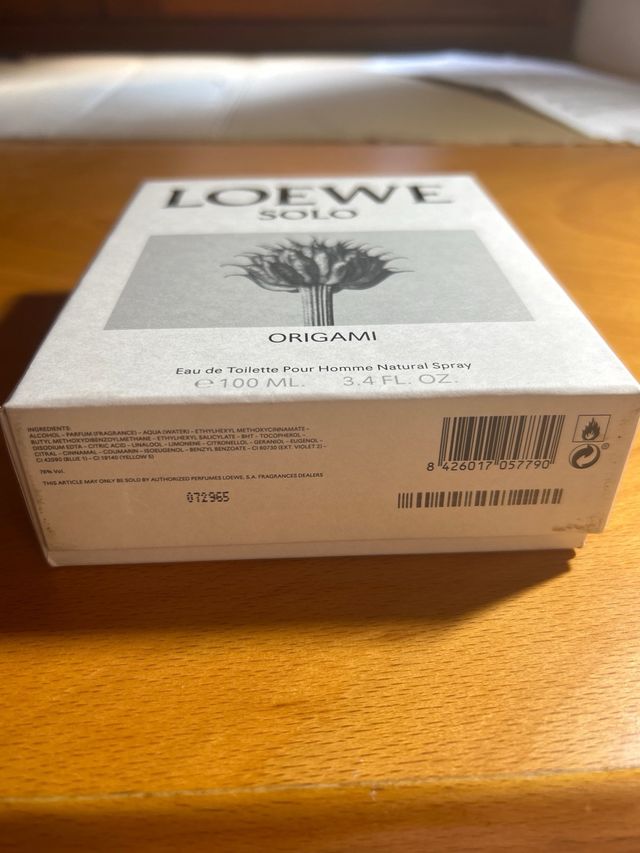 LOEWE
SOLO
ORIGAMI
Eau de Toilette Pour Homme Natural Spray
℮ 100 ML. 3.4 FL. OZ.
INGREDIENTS:
ALCOHOL - PARFUM (FRAGRANCE) - AQUA (WATER) - ETHYLHEXYL METHOXYCINNAMATE -
BUTYL METHOXYDIBENZOYLMETHANE - ETHYLHEXYL SALICYLATE - BHT - TOCOPHEROL -
DISODIUM EDTA - CITRIC ACID - LINALOOL - LIMONENE - CITRONELLOL - GERANIOL - EUGENOL -
CITRAL - CINNAMAL - COUMARIN - ISOEUGENOL - BENZYL BENZOATE - CI 60730 (EXT. VIOLET 2) -
CI 42090 (BLUE 1) - CI 19140 (YELLOW 5)
78% Vol.
THIS ARTICLE MAY ONLY BE SOLD BY AUTHORIZED PERFUMES LOEWE, S.A. FRAGRANCES DEALERS
072965
8 426017 057790